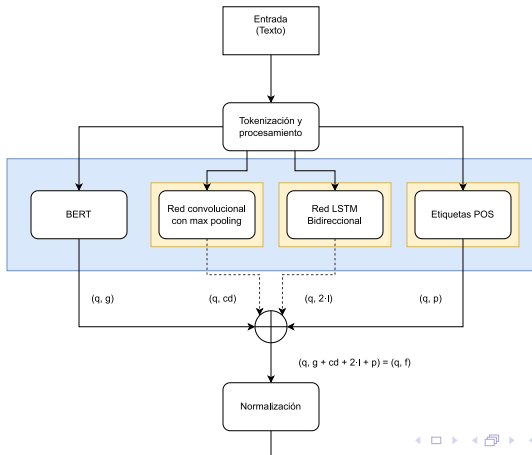 Entrada
(Texto)
Tokenización y
procesamiento
BERT
Red convolucional
con max pooling
Red LSTM
Bidireccional
Etiquetas POS
(q, g)
(q, cd)
(q, 2·l)
(q, p)
(q, g + cd + 2·l + p) = (q, f)
Normalización